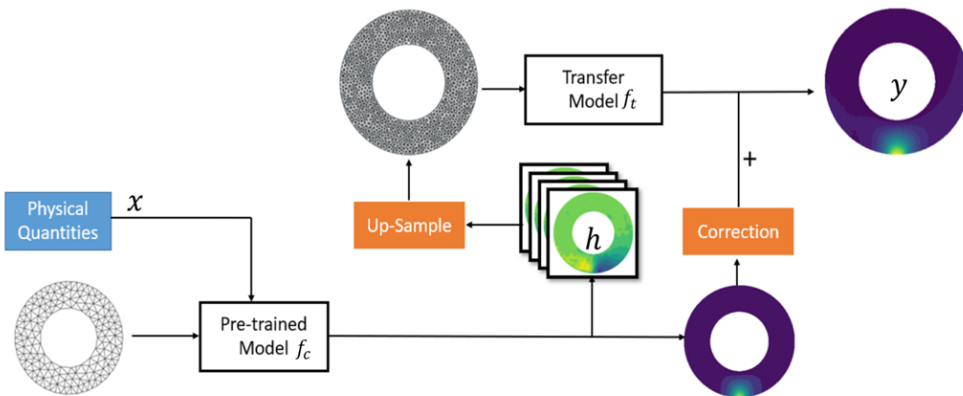 Transfer
Model f_t
y
+
h
Physical
Quantities
x
Up-Sample
Correction
Pre-trained
Model f_c